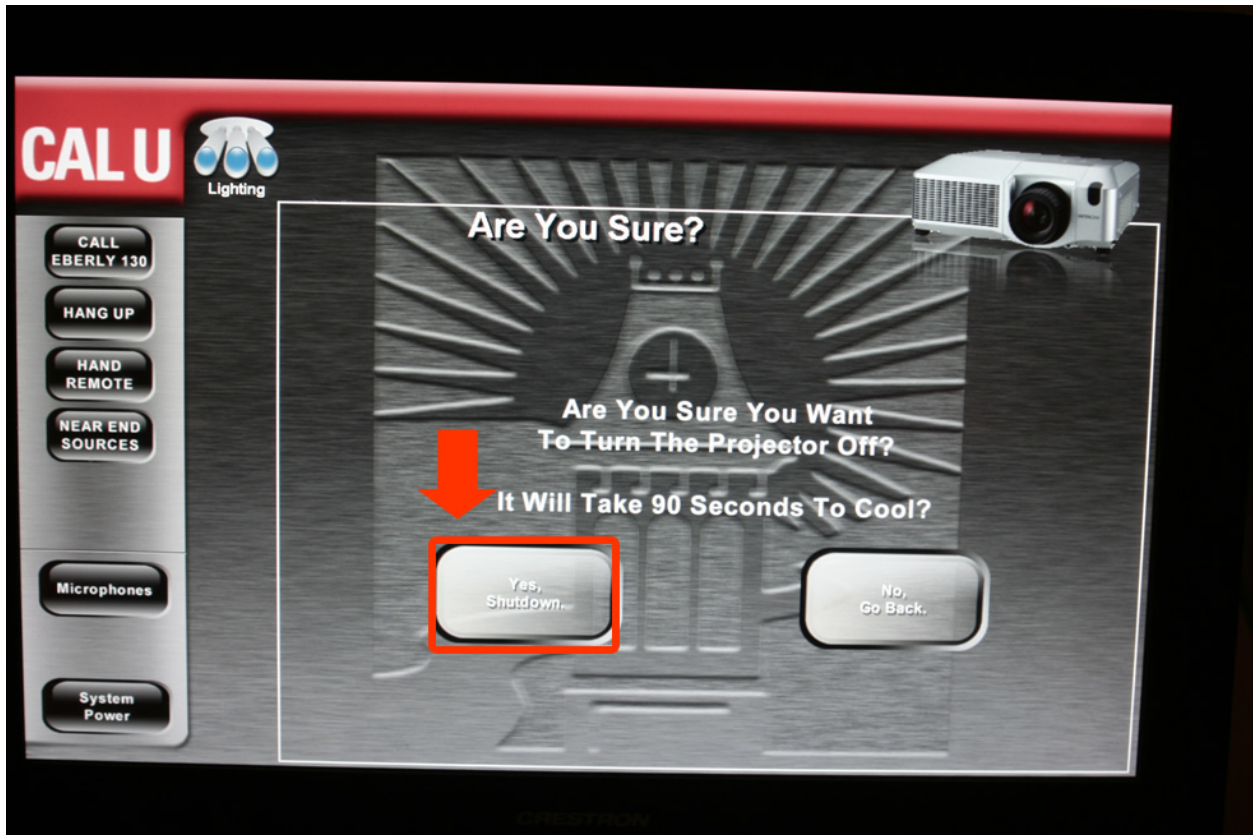 CAL U
Lighting
CALL
EBERLY 130
HANG UP
HAND
REMOTE
NEAR END
SOURCES
Microphones
System
Power
Are You Sure?
Are You Sure You Want
To Turn The Projector Off?
It Will Take 90 Seconds To Cool?
Yes,
Shutdown.
No,
Go Back.
HITACHI
CRESTRON